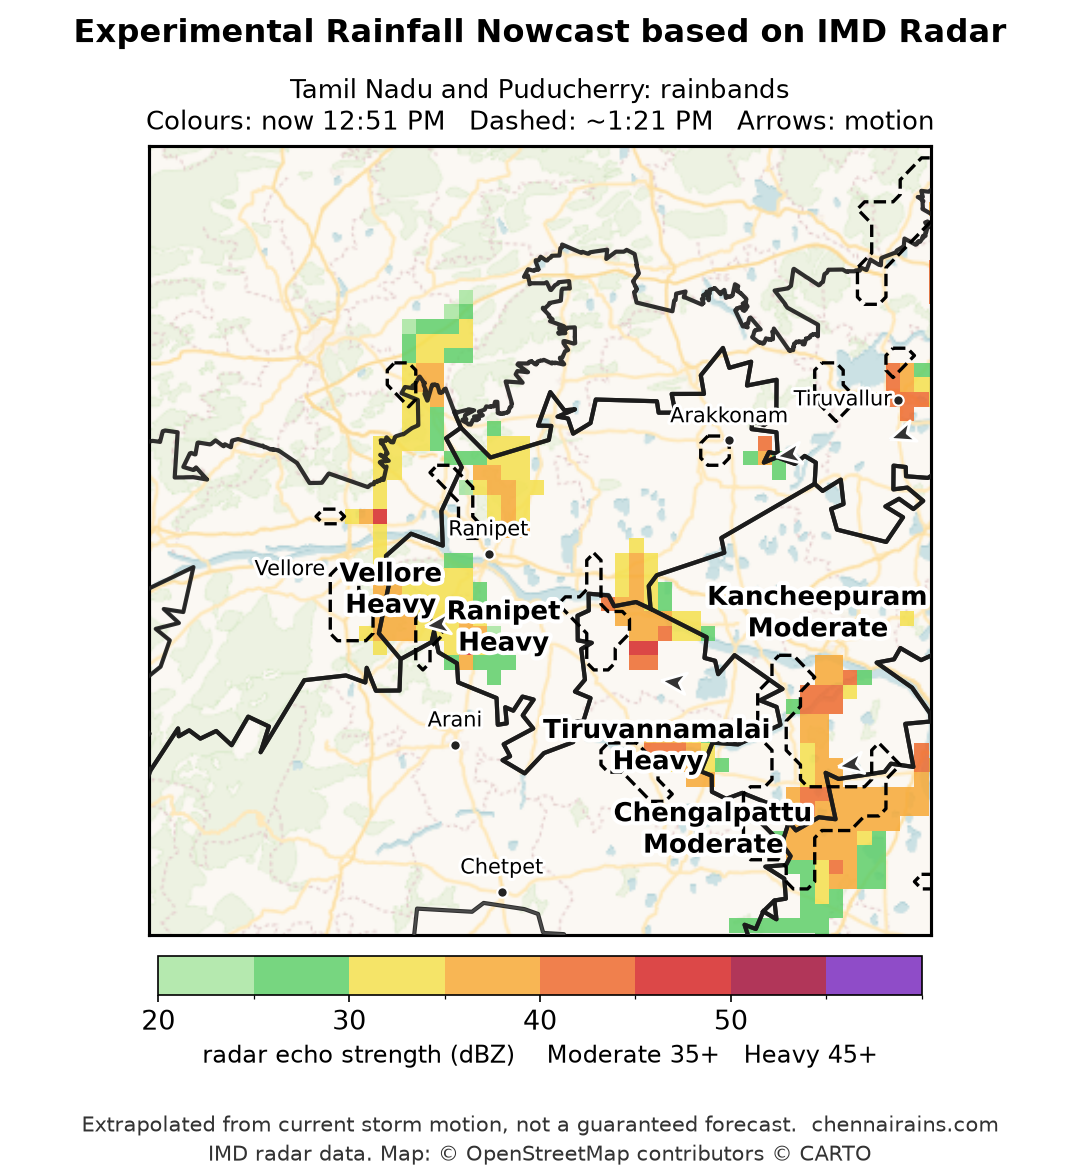 Experimental Rainfall Nowcast based on IMD Radar
Tamil Nadu and Puducherry: rainbands
Colours: now 12:51 PM   Dashed: ~1:21 PM   Arrows: motion
Tiruvallur
Arakkonam
Ranipet
Vellore
Vellore
Heavy
Ranipet
Heavy
Kancheepuram
Moderate
Arani
Tiruvannamalai
Heavy
Chengalpattu
Moderate
Chetpet
20 30 40 50
radar echo strength (dBZ)   Moderate 35+   Heavy 45+
Extrapolated from current storm motion, not a guaranteed forecast.  chennairains.com
IMD radar data. Map: © OpenStreetMap contributors © CARTO